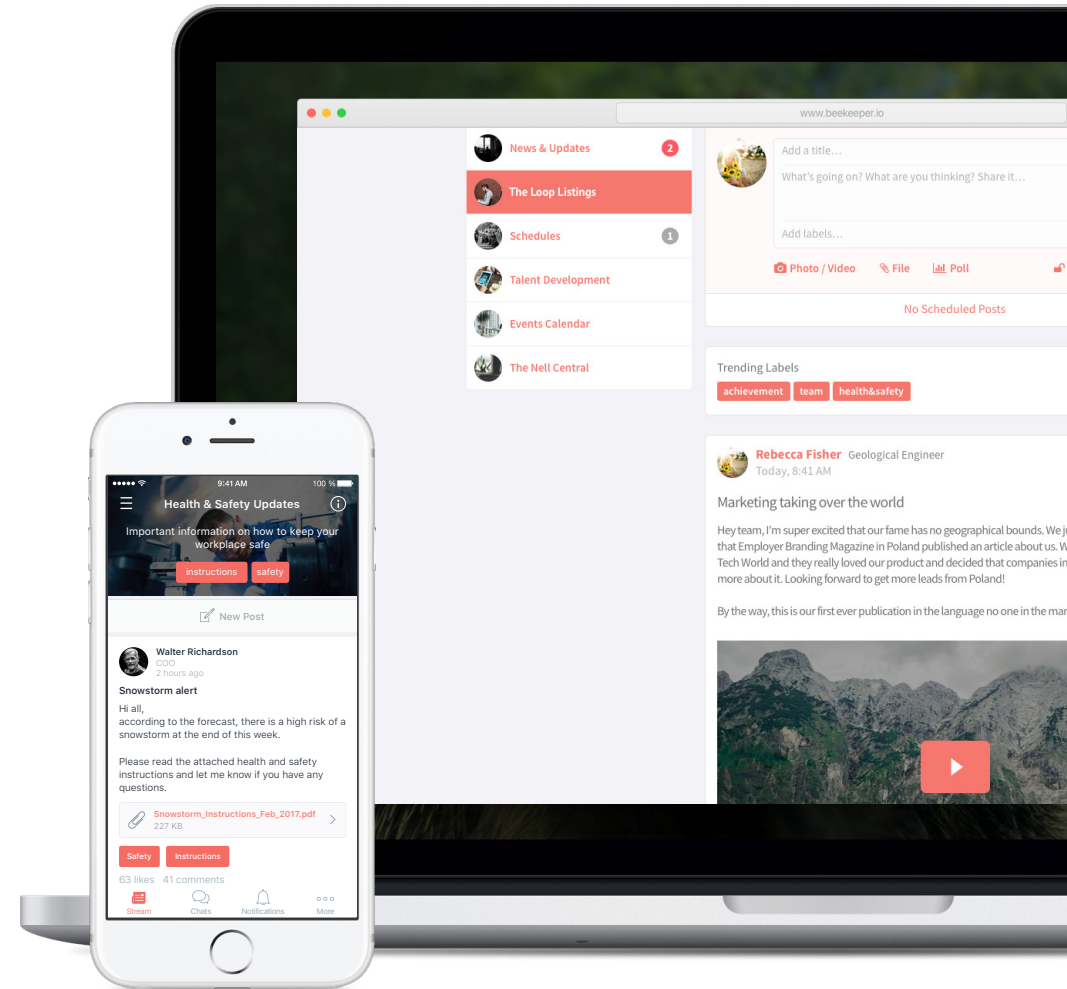 www.beekeeper.io
News & Updates
2
The Loop Listings
Schedules
1
Talent Development
Events Calendar
The Nell Central
Add a title…
What's going on? What are you thinking? Share it…
Add labels…
Photo / Video
File
Poll
No Scheduled Posts
Trending Labels
achievement
team
health&safety
Rebecca Fisher Geological Engineer
Today, 8:41 AM
Marketing taking over the world
Hey team, I'm super excited that our fame has no geographical bounds. We j
that Employer Branding Magazine in Poland published an article about us. W
Tech World and they really loved our product and decided that companies in
more about it. Looking forward to get more leads from Poland!
By the way, this is our first ever publication in the language no one in the mar
9:41 AM
100 %
Health & Safety Updates
Important information on how to keep your
workplace safe
instructions
safety
New Post
Walter Richardson
COO
2 hours ago
Snowstorm alert
Hi all,
according to the forecast, there is a high risk of a
snowstorm at the end of this week.
Please read the attached health and safety
instructions and let me know if you have any
questions.
Snowstorm_Instructions_Feb_2017.pdf
227 KB
Safety
Instructions
63 likes 41 comments
Stream
Chats
Notifications
More